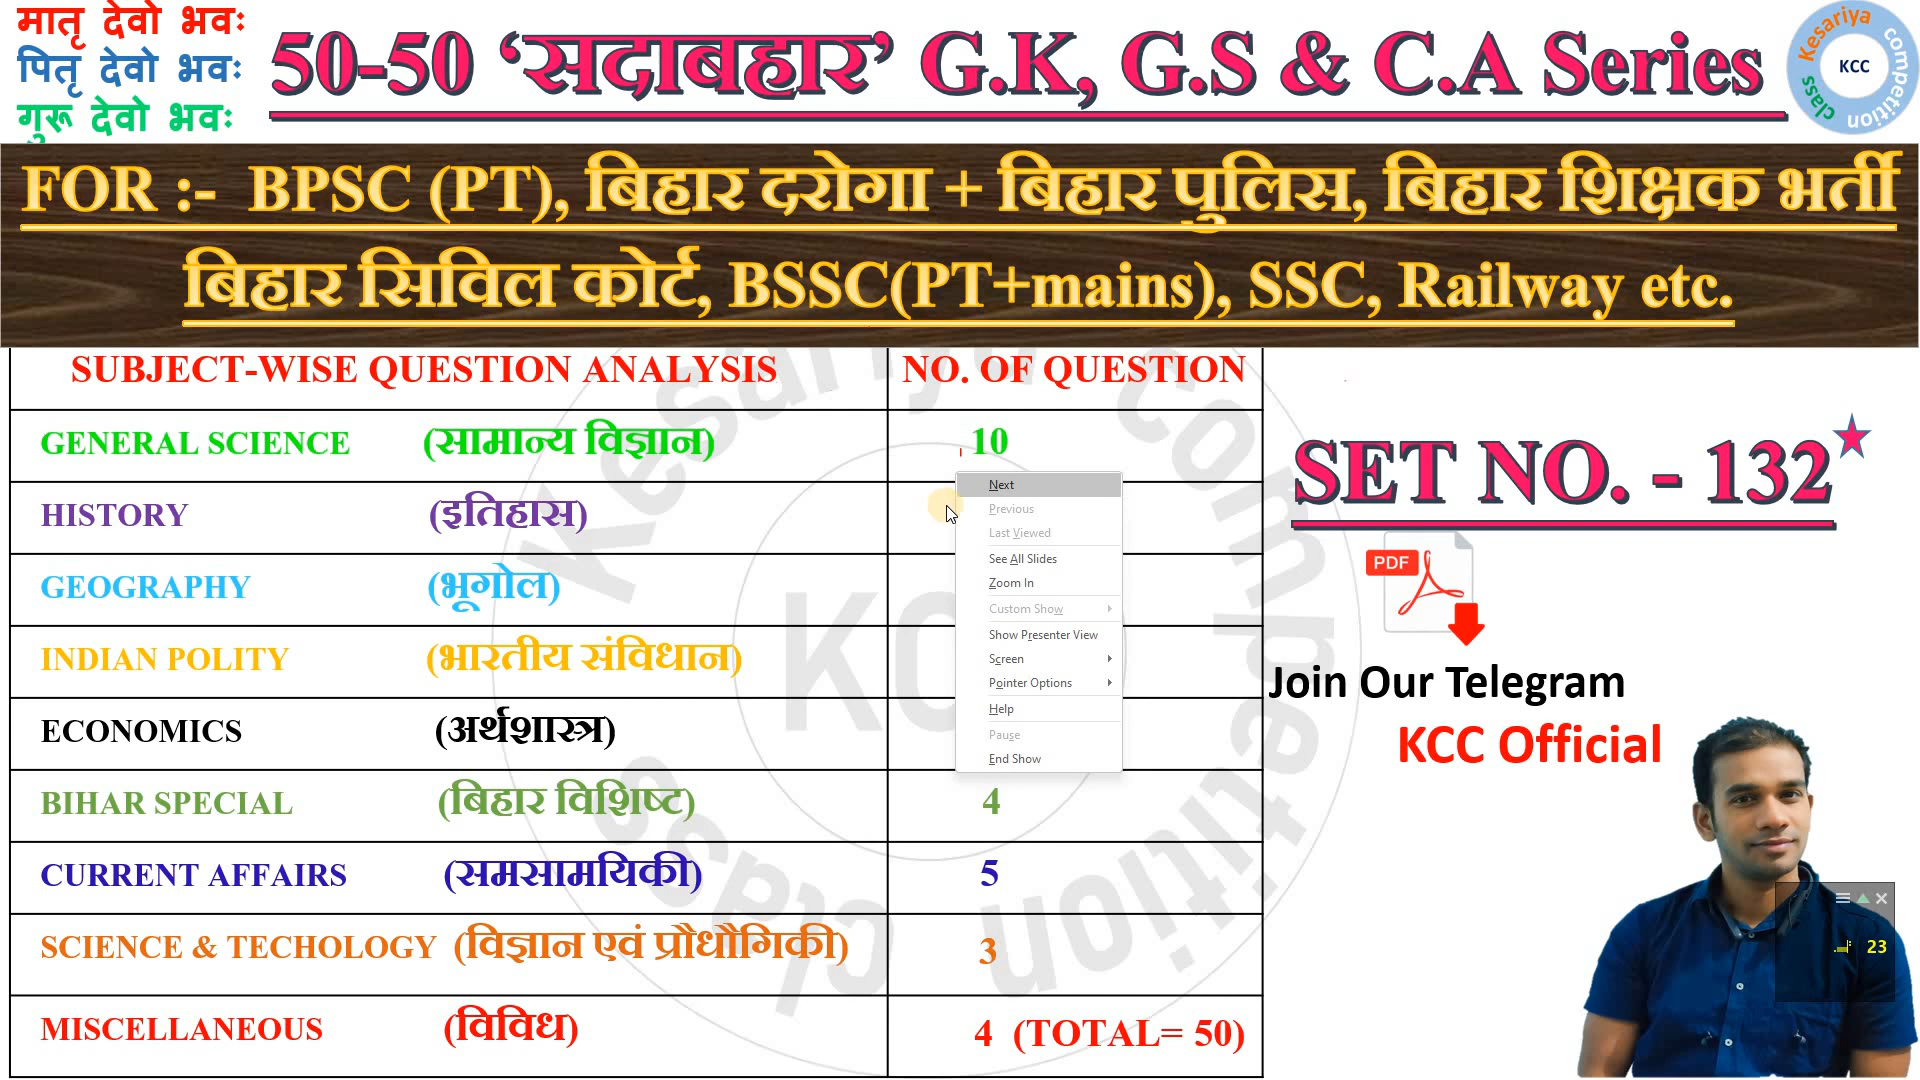 मातृ देवो भवः
पितृ देवो भवः
गुरू देवो भवः
50-50 ‘सदाबहार’ G.K, G.S & C.A Series
Kesariya competition class
KCC
FOR :- BPSC (PT), बिहार दरोगा + बिहार पुलिस, बिहार शिक्षक भर्ती
बिहार सिविल कोर्ट, BSSC(PT+mains), SSC, Railway etc.
SUBJECT-WISE QUESTION ANALYSIS NO. OF QUESTION
GENERAL SCIENCE (सामान्य विज्ञान) 10
HISTORY (इतिहास)
GEOGRAPHY (भूगोल)
INDIAN POLITY (भारतीय संविधान)
ECONOMICS (अर्थशास्त्र)
BIHAR SPECIAL (बिहार विशिष्ट) 4
CURRENT AFFAIRS (समसामयिकी) 5
SCIENCE & TECHOLOGY (विज्ञान एवं प्रौधौगिकी) 3
MISCELLANEOUS (विविध) 4 (TOTAL= 50)
Next
Previous
Last Viewed
See All Slides
Zoom In
Custom Show
Show Presenter View
Screen
Pointer Options
Help
Pause
End Show
SET NO. - 132
PDF
Join Our Telegram
KCC Official
23
Kesariya competition class